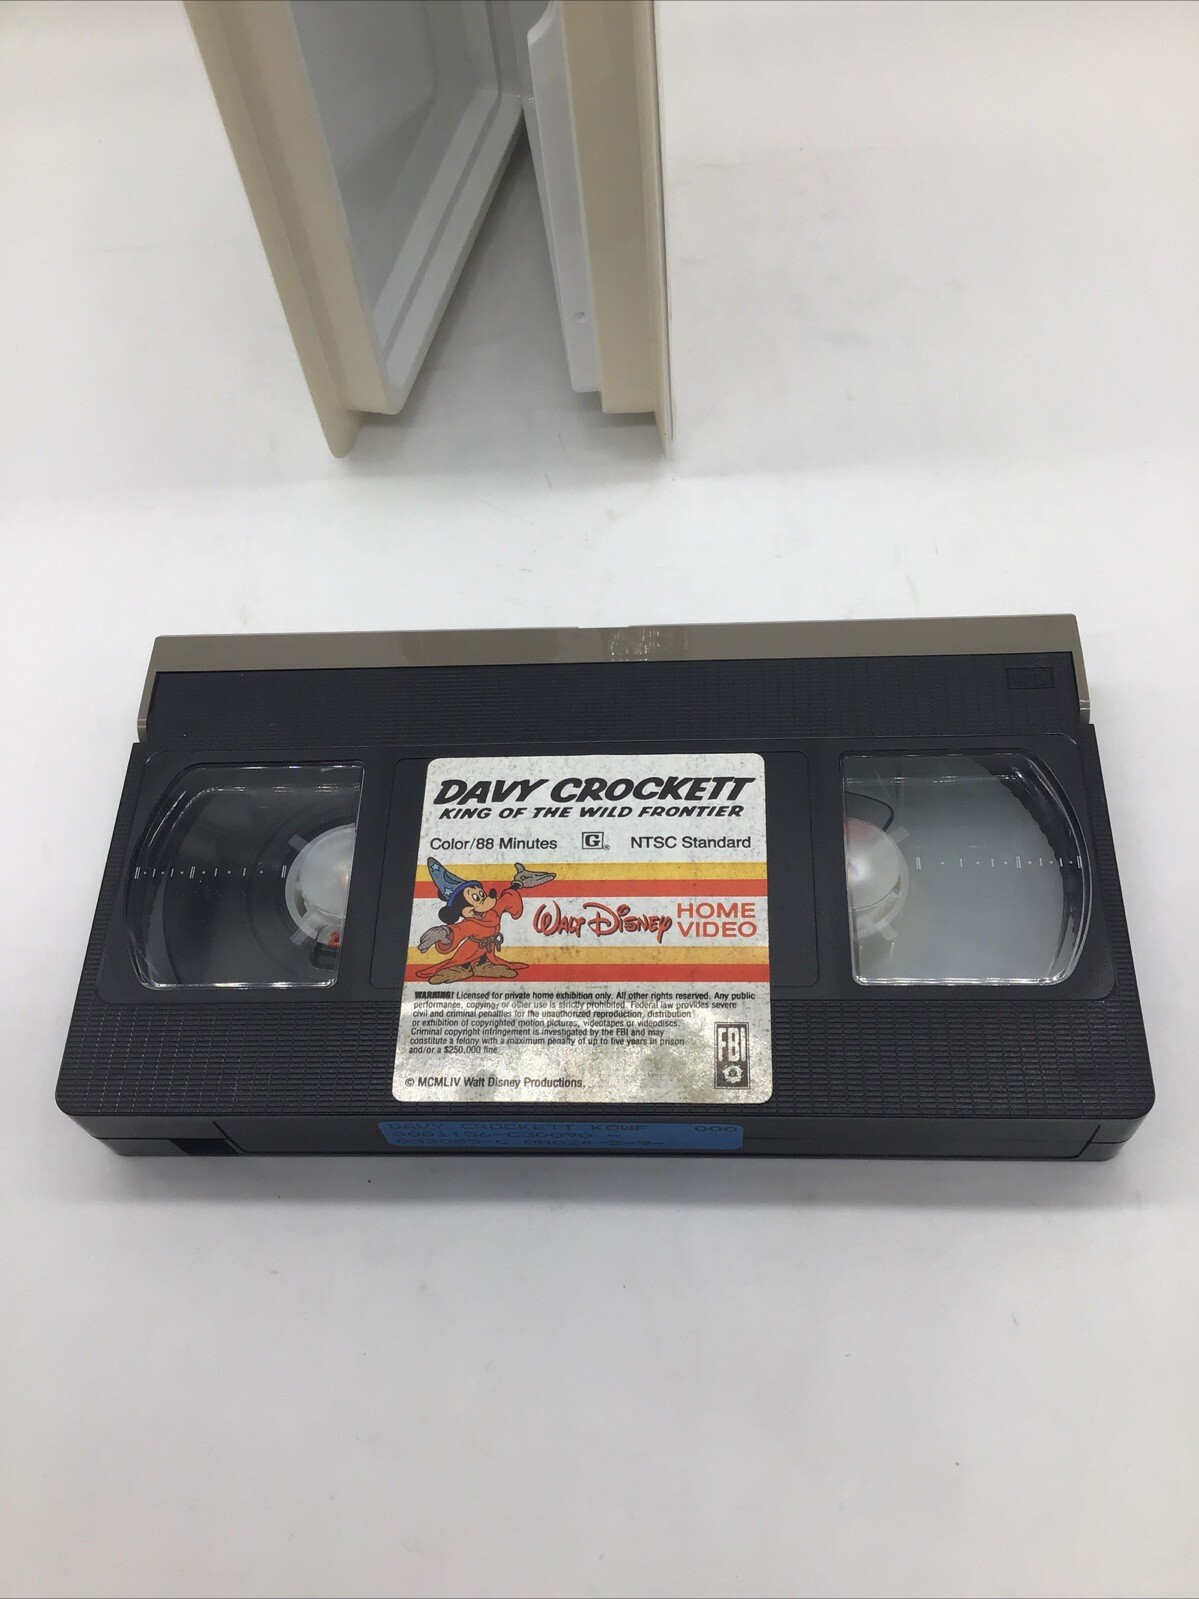 DAVY CROCKETT
KING OF THE WILD FRONTIER
Color/88 Minutes G® NTSC Standard
WALT DISNEY HOME VIDEO
WARNING! Licensed for private home exhibition only. All other rights reserved. Any public
performance, copying, or other use is strictly prohibited. Federal law provides severe
civil and criminal penalties for the unauthorized reproduction, distribution
or exhibition of copyrighted motion pictures, videotapes or videodiscs.
Criminal copyright infringement is investigated by the FBI and may
constitute a felony with a maximum penalty of up to five years in prison
and/or a $250,000 fine.
FBI
© MCMLIV Walt Disney Productions.
DAVY CROCKETT KOWF 000
0001156-C30090 -